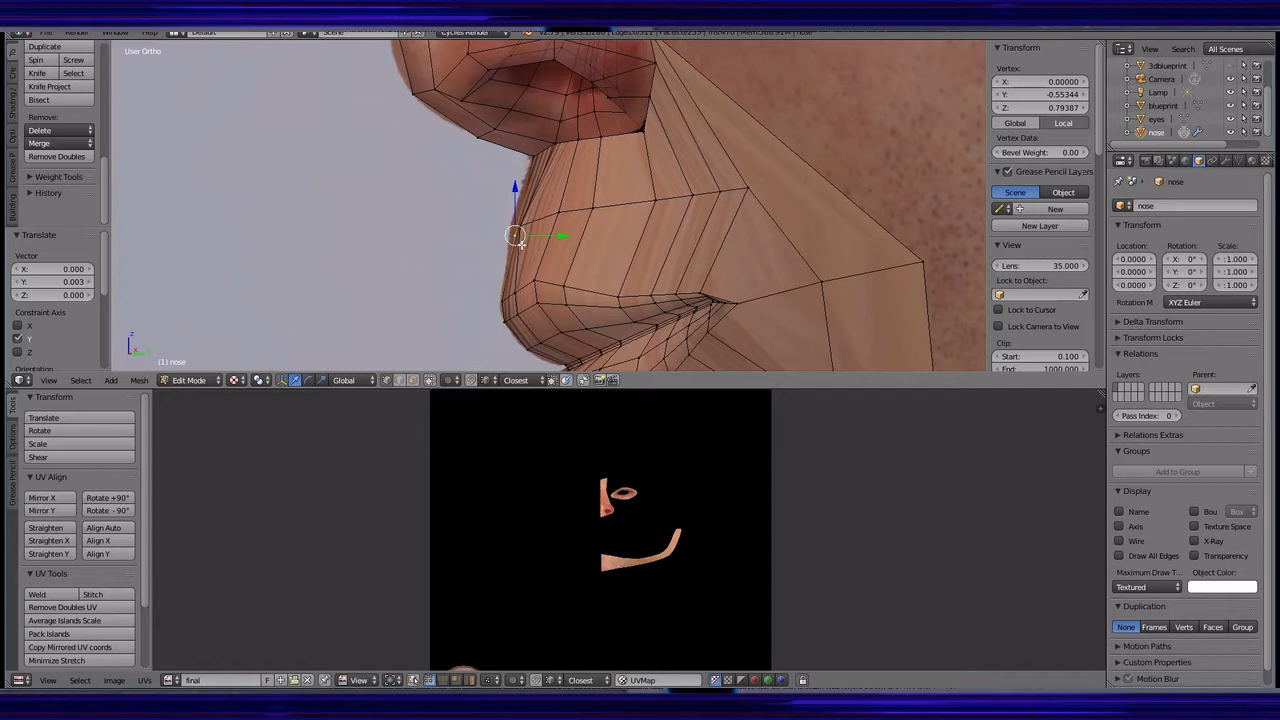 File Render Window Help Default Scene Cycles Render
Duplicate
Spin Screw
Knife Select
Knife Project
Bisect
Remove:
Delete
Merge
Remove Doubles
Weight Tools
History
Translate
Vector
X: 0.000
Y: 0.003
Z: 0.000
Constraint Axis
X
Y
Z
User Ortho
(1) nose
Transform
Vertex:
X: 0.00000
Y: -0.55344
Z: 0.79387
Global Local
Vertex Data:
Bevel Weight: 0.00
Grease Pencil Layers
Scene Object
New
New Layer
View
Lens: 35.000
Lock to Object:
Lock to Cursor
Lock Camera to View
Clip:
Start: 0.100
End: 1000.000
View Select Add Mesh Edit Mode Global Closest
Transform
Translate
Rotate
Scale
Shear
UV Align
Mirror X Rotate +90°
Mirror Y Rotate -90°
Straighten Align Auto
Straighten X Align X
Straighten Y Align Y
UV Tools
Weld Stitch
Remove Doubles UV
Average Islands Scale
Pack Islands
Copy Mirrored UV coords
Minimize Stretch
View Select Image UVs final F View Closest UVMap
View Search All Scenes
3dblueprint
Camera
Lamp
blueprint
eyes
nose
nose
nose
Transform
Location: Rotation: Scale:
0.0000 X: 0° :1.000
0.0000 Y: 0° :1.000
0.0000 Z: 0° :1.000
Rotation M XYZ Euler
Delta Transform
Transform Locks
Relations
Layers: Parent:
Object
Pass Index: 0
Relations Extras
Groups
Add to Group
Display
Name Bou Box
Axis Texture Space
Wire X-Ray
Draw All Edges Transparency
Maximum Draw T... Object Color:
Textured
Duplication
None Frames Verts Faces Group
Motion Paths
Custom Properties
Motion Blur